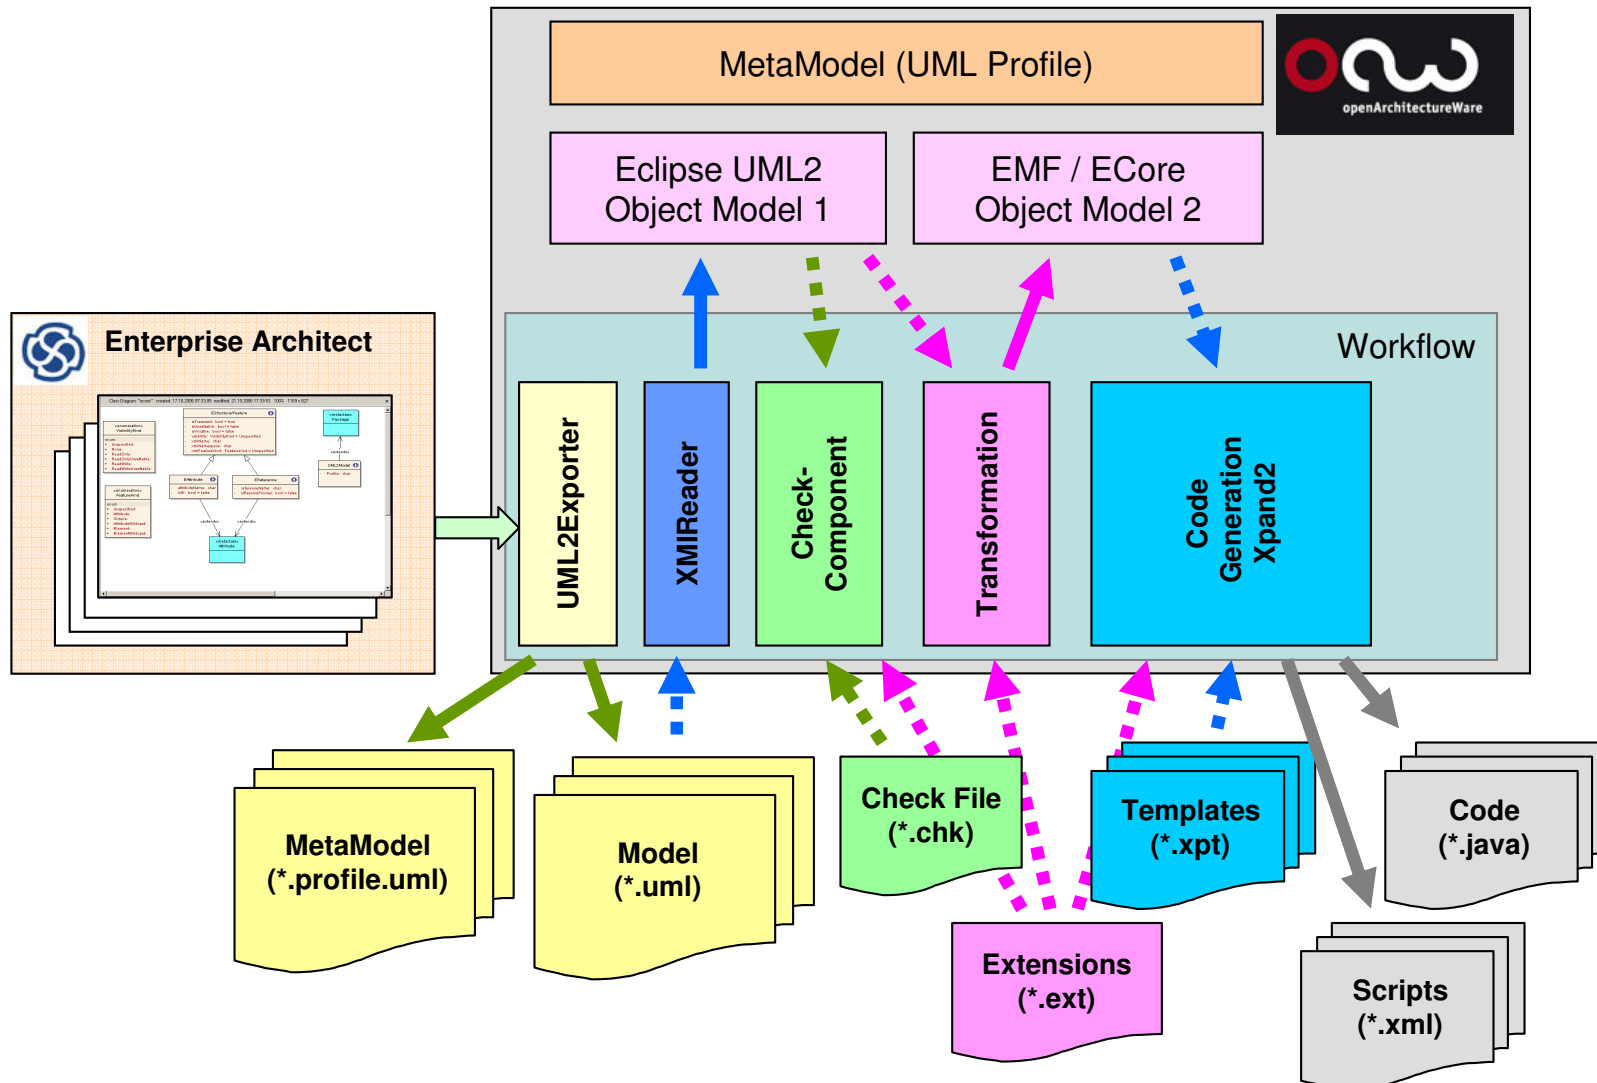 MetaModel (UML Profile)
openArchitectureWare
Eclipse UML2
Object Model 1
EMF / ECore
Object Model 2
Workflow
Enterprise Architect
UML2Exporter
XMIReader
Check-
Component
Transformation
Code
Generation
Xpand2
MetaModel
(*.profile.uml)
Model
(*.uml)
Check File
(*.chk)
Templates
(*.xpt)
Code
(*.java)
Extensions
(*.ext)
Scripts
(*.xml)